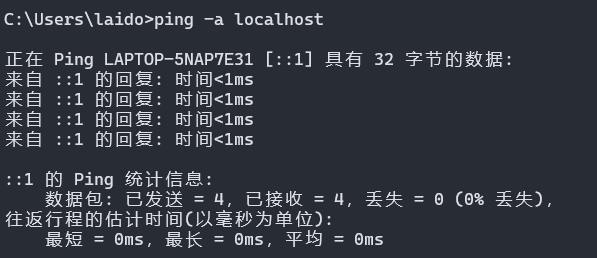 C:\Users\laido>ping -a localhost
正在 Ping LAPTOP-5NAP7E31 [::1] 具有 32 字节的数据:
来自 ::1 的回复: 时间<1ms
来自 ::1 的回复: 时间<1ms
来自 ::1 的回复: 时间<1ms
来自 ::1 的回复: 时间<1ms
::1 的 Ping 统计信息:
    数据包: 已发送 = 4, 已接收 = 4, 丢失 = 0 (0% 丢失),
往返行程的估计时间(以毫秒为单位):
    最短 = 0ms, 最长 = 0ms, 平均 = 0ms